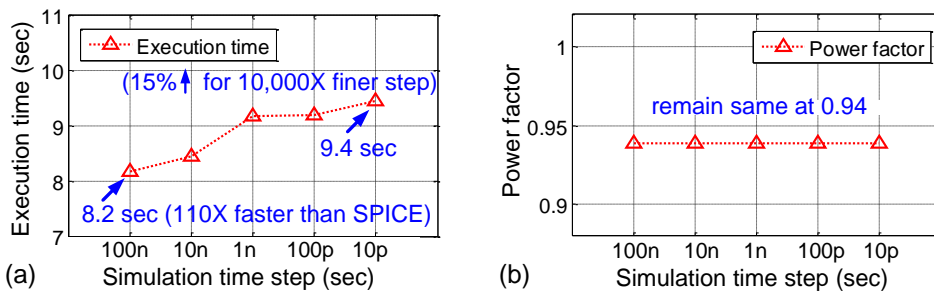 11
10
9
8
7
Execution time (sec)
Execution time
(15% for 10,000X finer step)
9.4 sec
8.2 sec (110X faster than SPICE)
100n 10n 1n 100p 10p
Simulation time step (sec)
(a)
1
0.95
0.9
Power factor
Power factor
remain same at 0.94
100n 10n 1n 100p 10p
Simulation time step (sec)
(b)